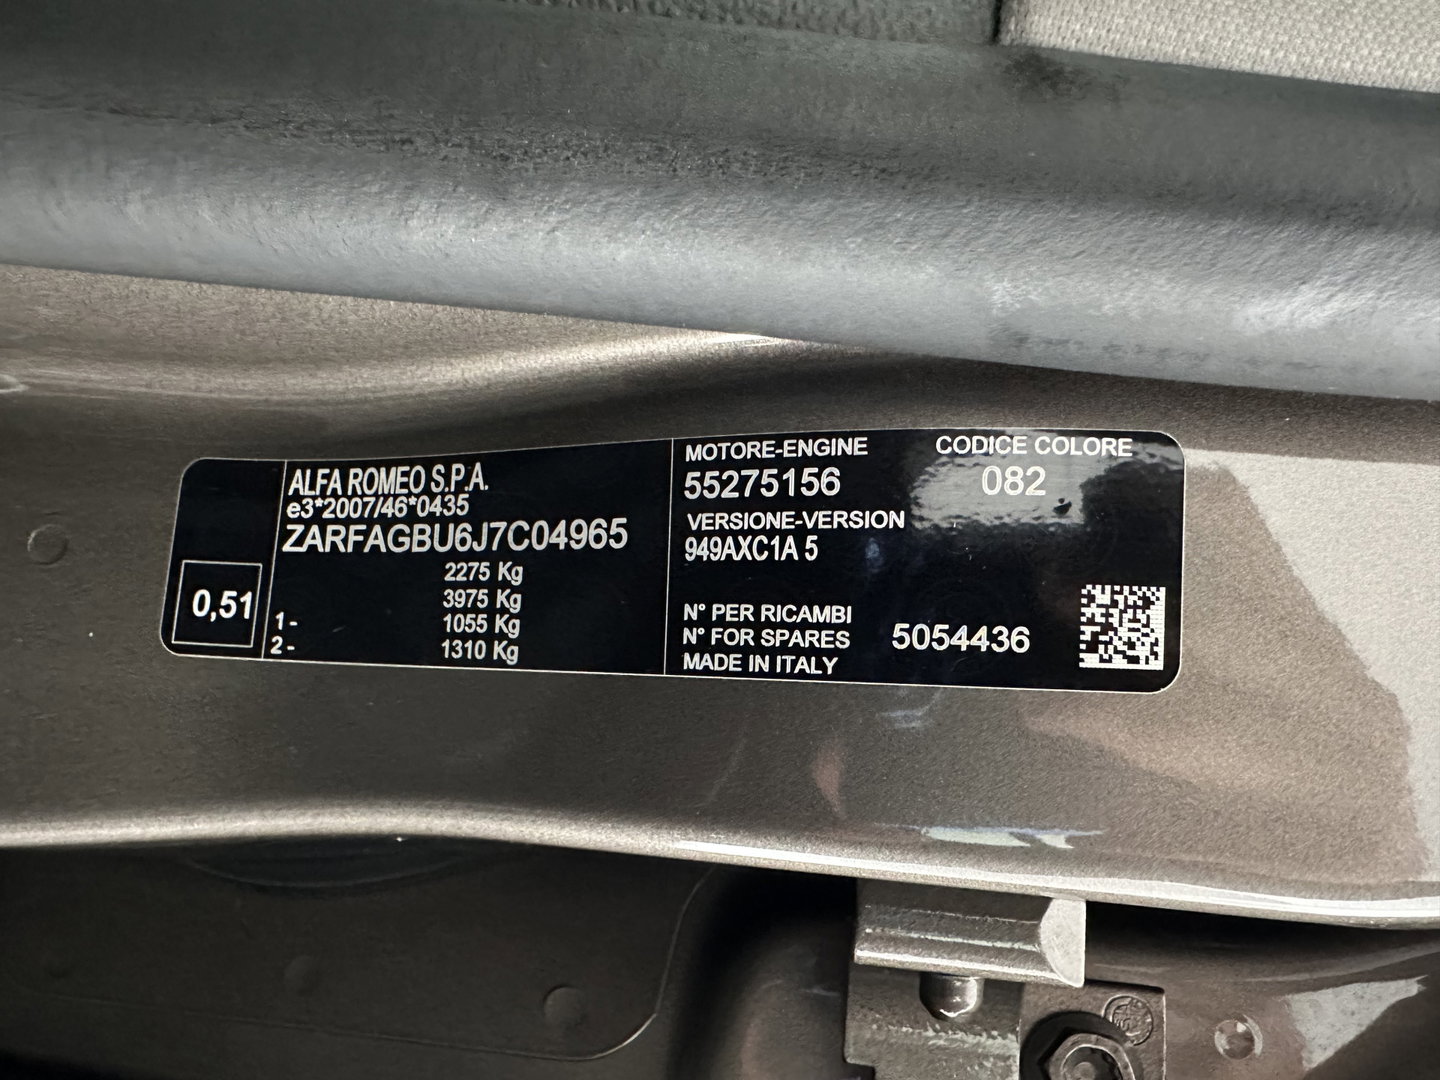 ALFA ROMEO S.P.A.
e3*2007/46*0435
ZARFAGBU6J7C04965
2275 Kg
3975 Kg
1- 1055 Kg
2- 1310 Kg
0,51
MOTORE-ENGINE
55275156
CODICE COLORE
082
VERSIONE-VERSION
949AXC1A 5
N° PER RICAMBI
N° FOR SPARES 5054436
MADE IN ITALY